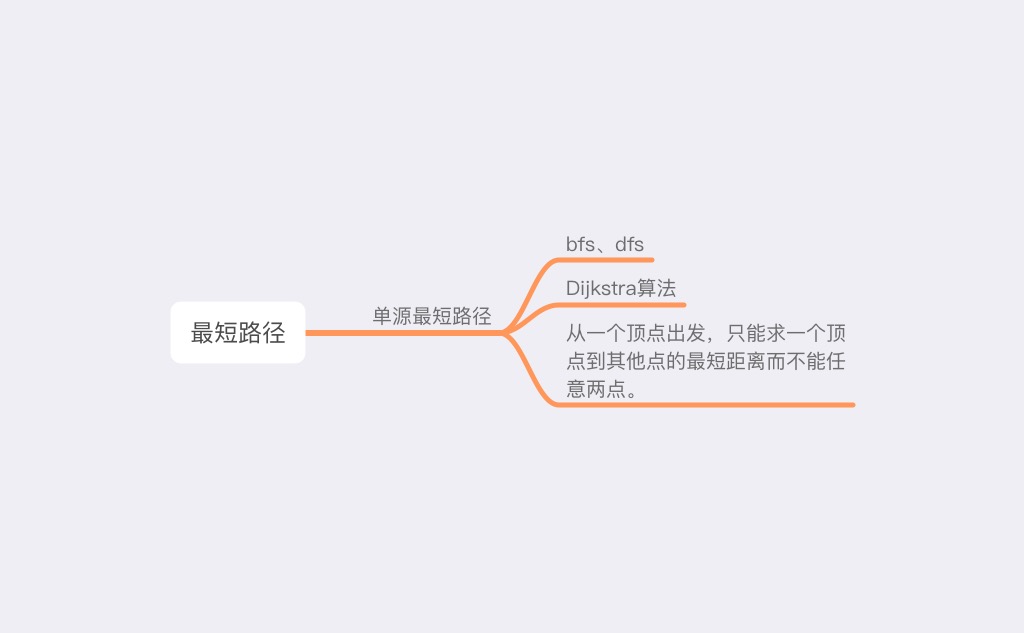 最短路径
单源最短路径
bfs、dfs
Dijkstra算法
从一个顶点出发，只能求一个顶
点到其他点的最短距离而不能任
意两点。